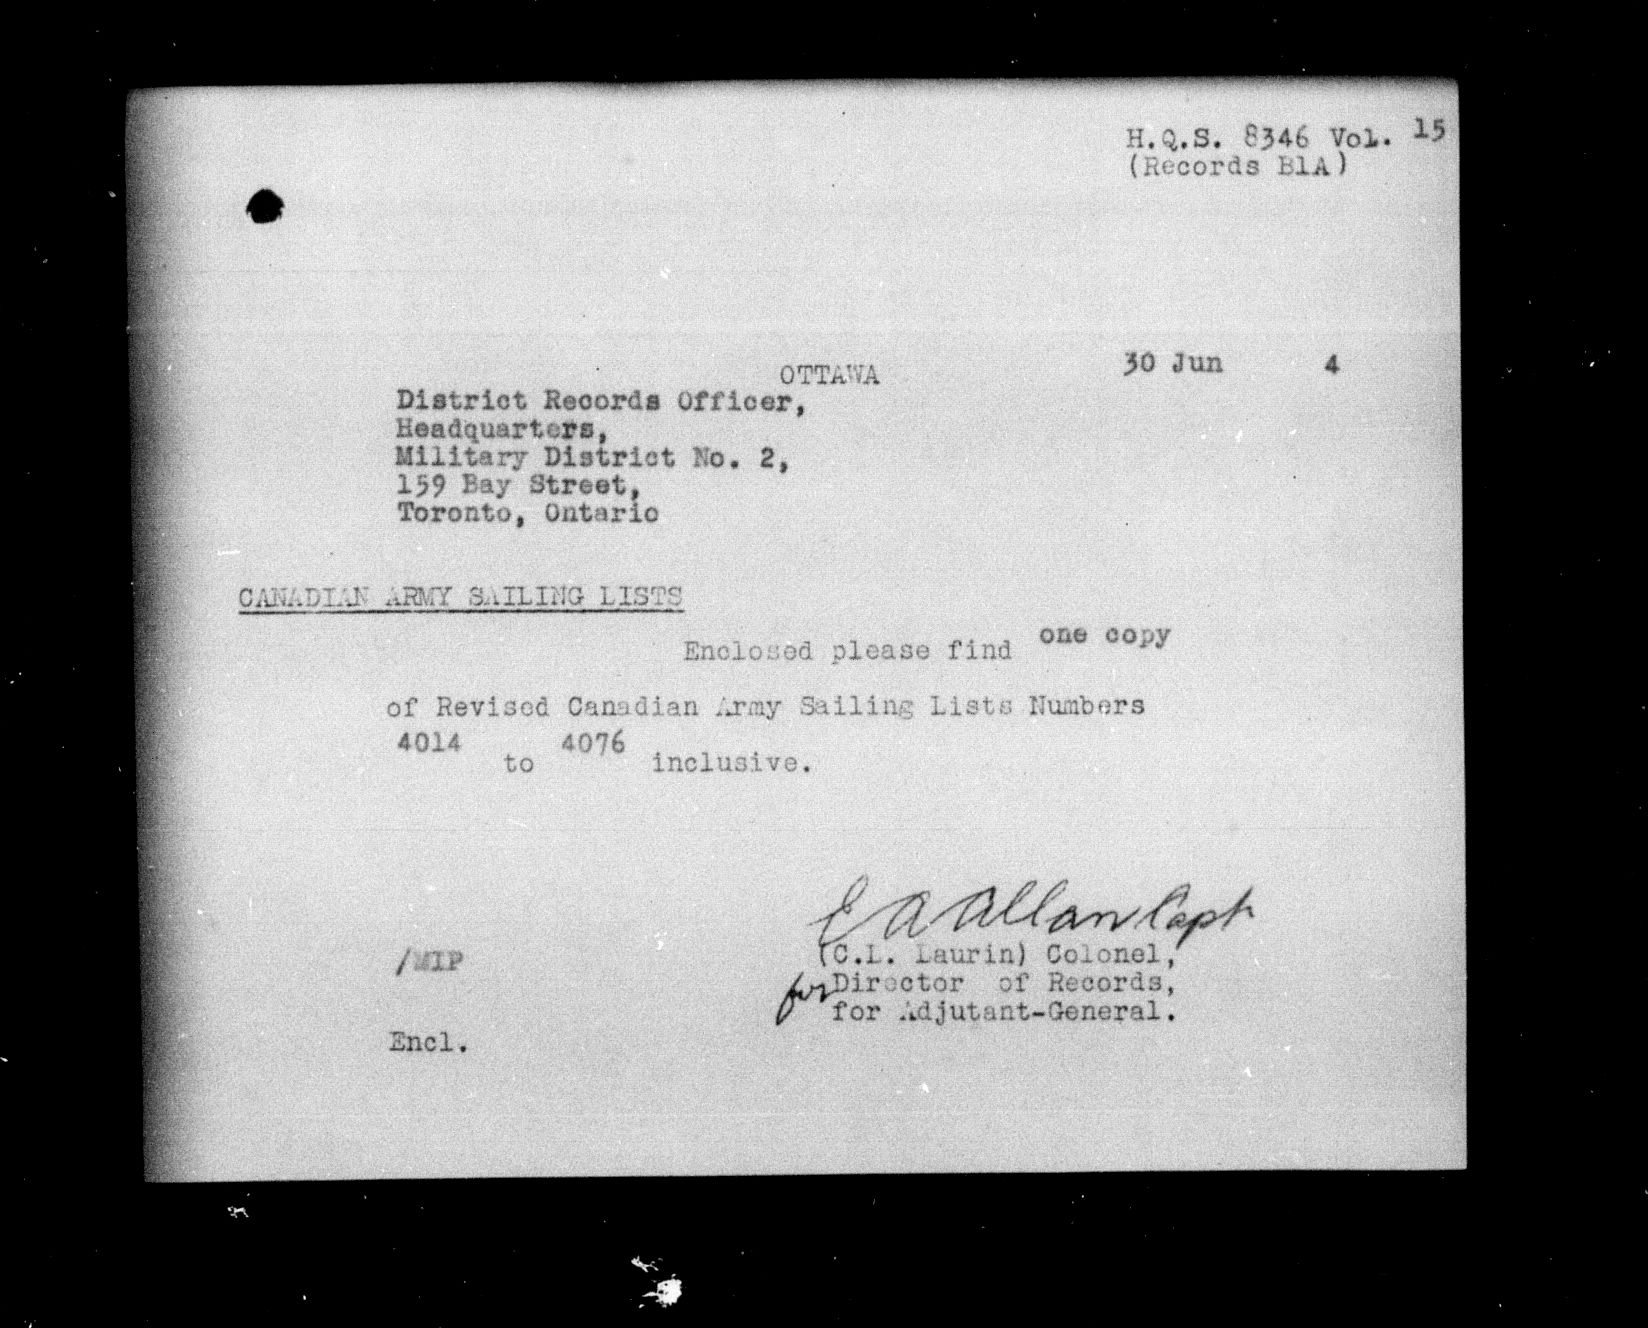 H.Q.S. 8346 Vol. 15
(Records B1A)
OTTAWA 30 Jun 4
District Records Officer,
Headquarters,
Military District No. 2,
159 Bay Street,
Toronto, Ontario
CANADIAN ARMY SAILING LISTS
Enclosed please find one copy
of Revised Canadian Army Sailing Lists Numbers
4014 to 4076 inclusive.
E A Allan Capt
(C.L. Laurin) Colonel,
/MIP
for Director of Records,
for Adjutant-General.
Encl.